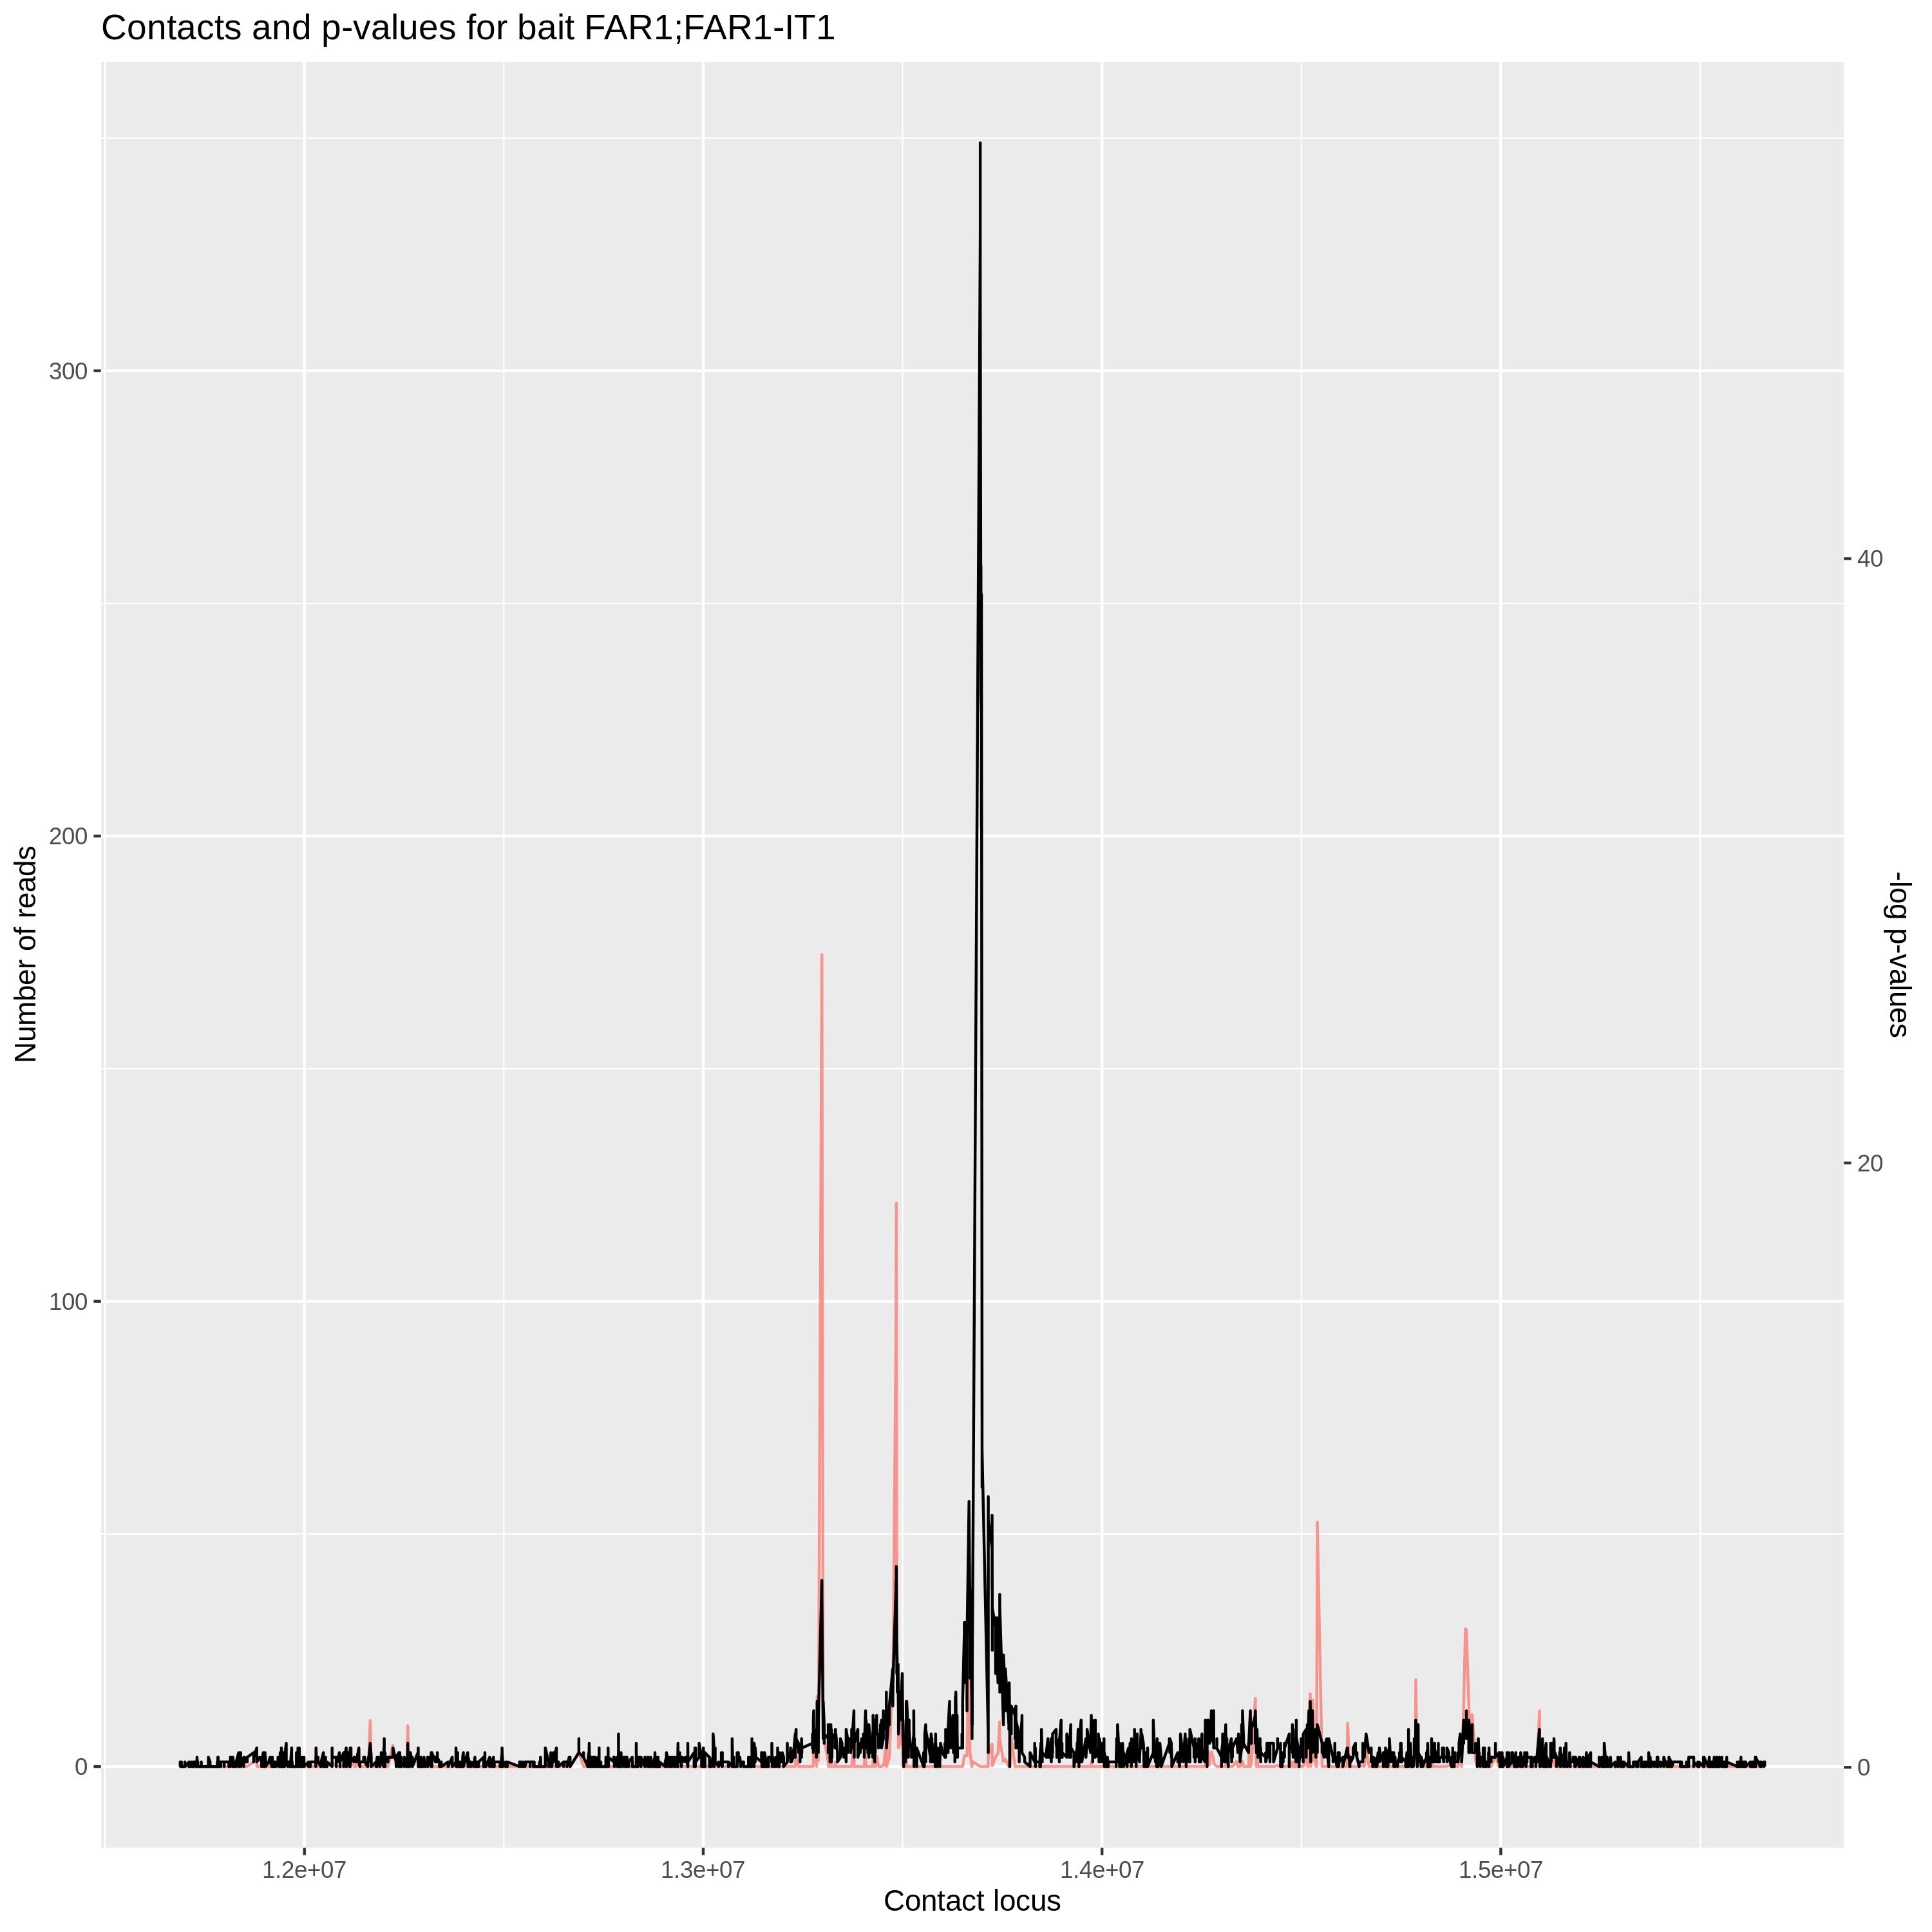 Contacts and p-values for bait FAR1;FAR1-IT1
300
200
100
0
40
20
0
Number of reads
-log p-values
1.2e+07
1.3e+07
1.4e+07
1.5e+07
Contact locus